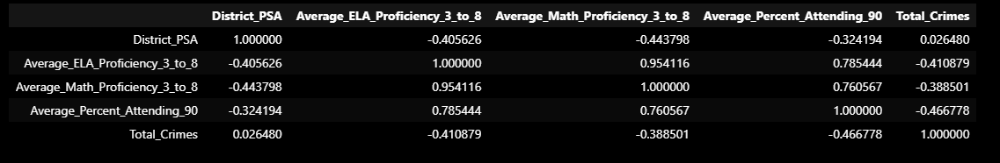 District_PSA Average_ELA_Proficiency_3_to_8 Average_Math_Proficiency_3_to_8 Average_Percent_Attending_90 Total_Crimes
District_PSA 1.000000 -0.405626 -0.443798 -0.324194 0.026480
Average_ELA_Proficiency_3_to_8 -0.405626 1.000000 0.954116 0.785444 -0.410879
Average_Math_Proficiency_3_to_8 -0.443798 0.954116 1.000000 0.760567 -0.388501
Average_Percent_Attending_90 -0.324194 0.785444 0.760567 1.000000 -0.466778
Total_Crimes 0.026480 -0.410879 -0.388501 -0.466778 1.000000